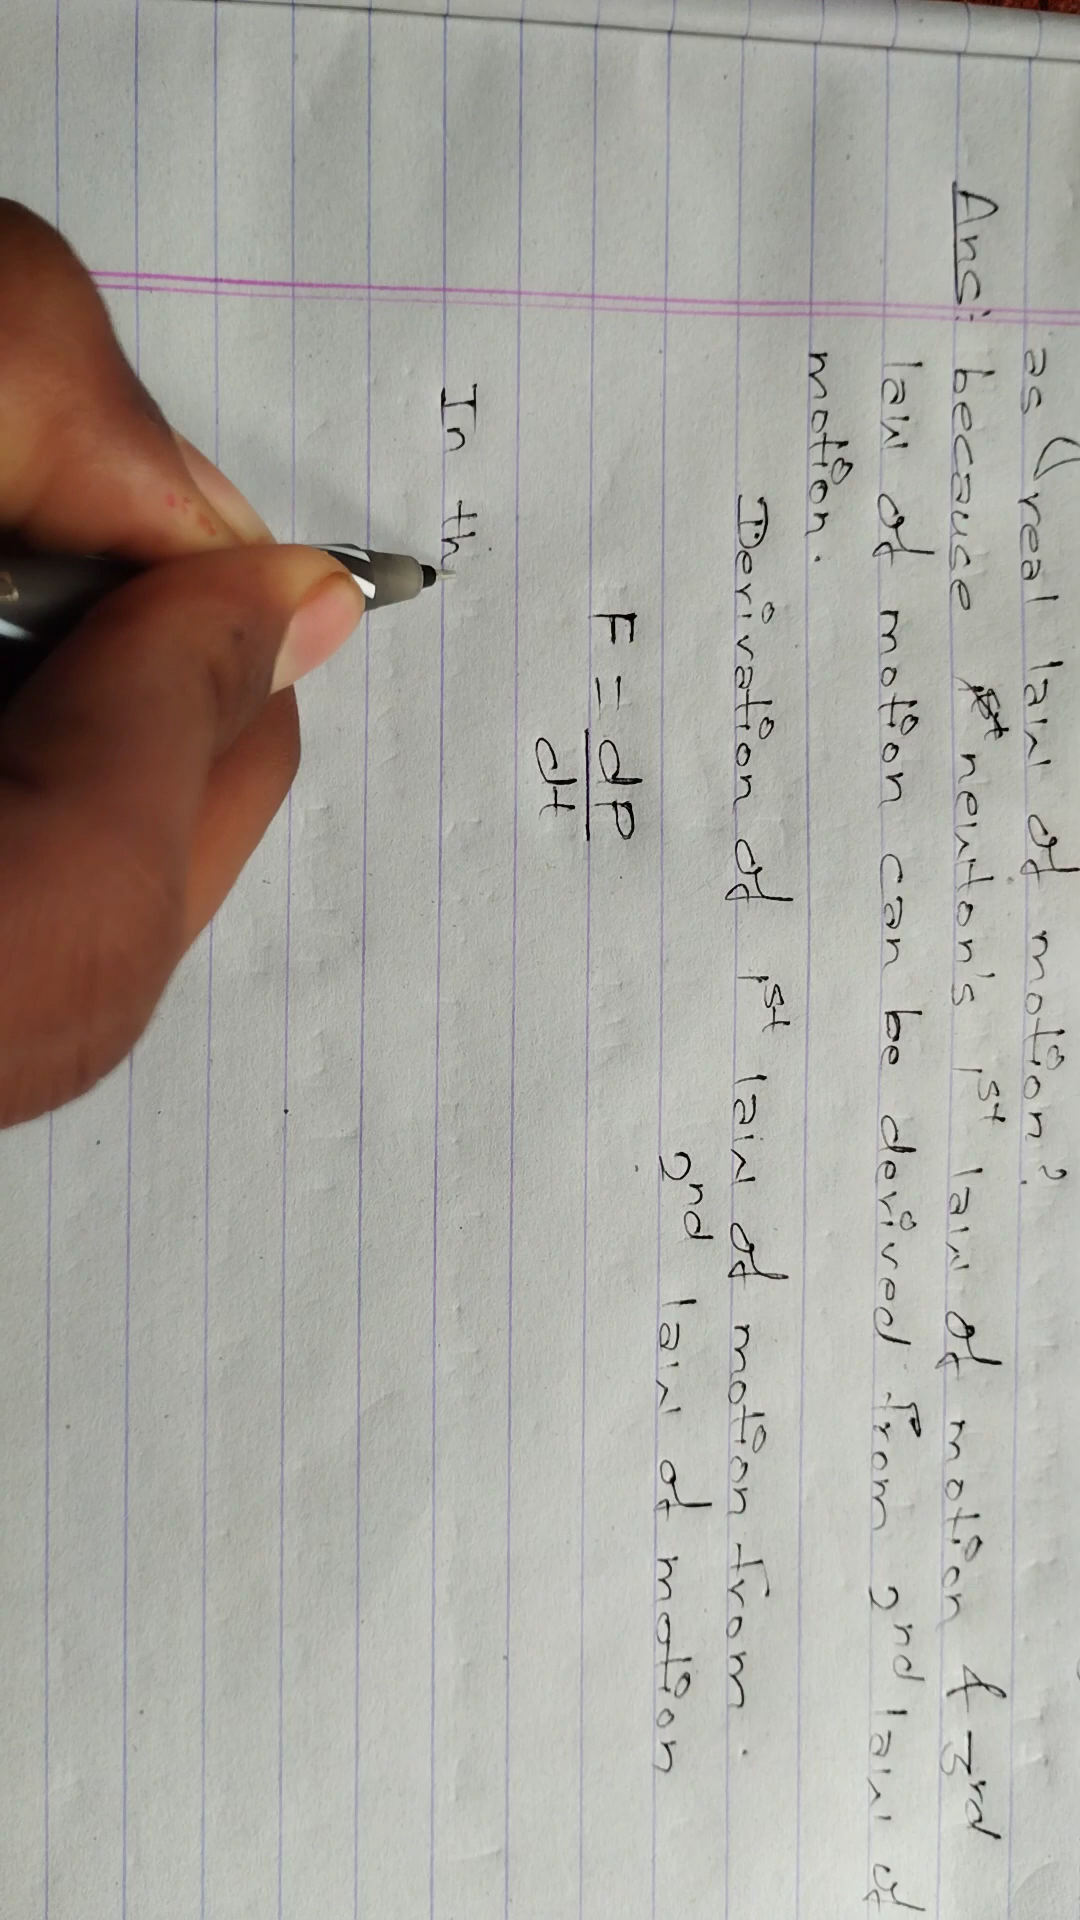 as (real law of motion?
Ans: because newton's 1st law of motion & 3rd
law of motion can be derived from 2nd law of
motion.
Derivation of 1st law of motion from.
2nd law of motion
F = dP
dt
In th